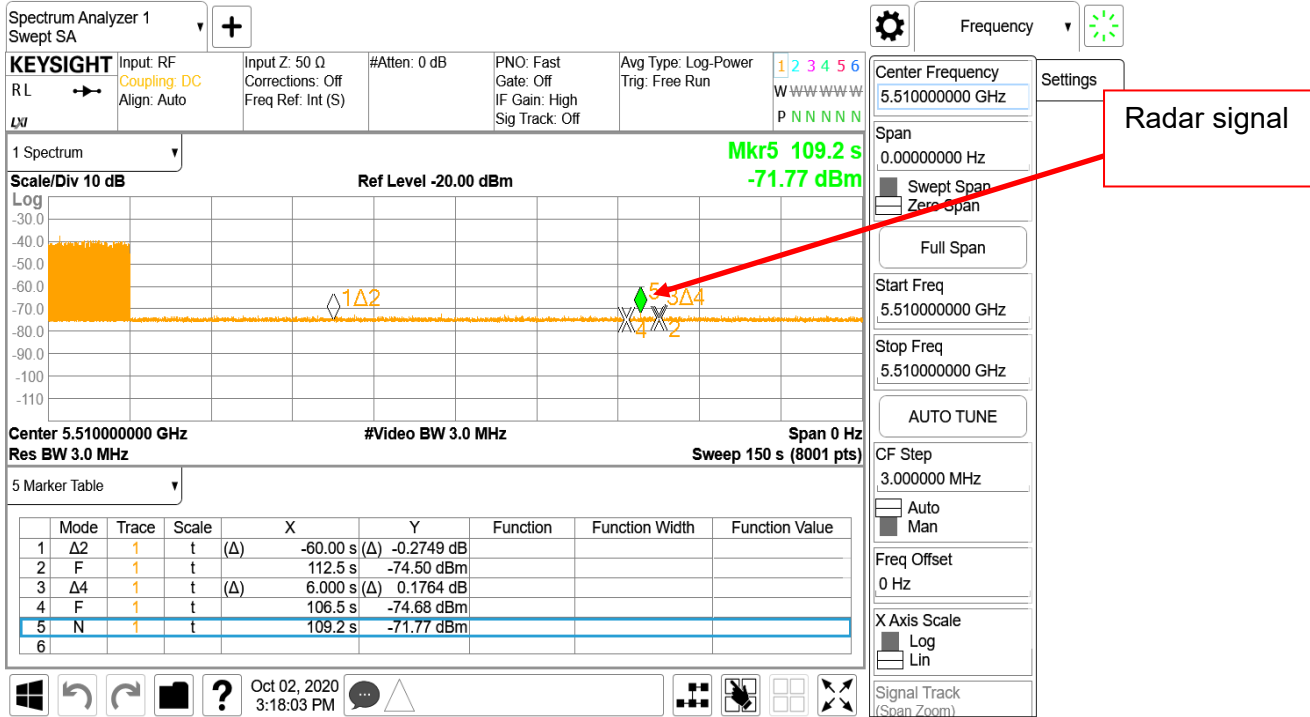 Spectrum Analyzer 1
Swept SA
Frequency
KEYSIGHT
R L
LXI
Input: RF
Coupling: DC
Align: Auto
Input Z: 50 Ω
Corrections: Off
Freq Ref: Int (S)
#Atten: 0 dB
PNO: Fast
Gate: Off
IF Gain: High
Sig Track: Off
Avg Type: Log-Power
Trig: Free Run
1 2 3 4 5 6
W W W W W W
P N N N N N
1 Spectrum
Mkr5 109.2 s
-71.77 dBm
Scale/Div 10 dB
Ref Level -20.00 dBm
Log
-30.0
-40.0
-50.0
-60.0
-70.0
-80.0
-90.0
-100
-110
1Δ2
5
3Δ4
4
2
Center 5.510000000 GHz
#Video BW 3.0 MHz
Span 0 Hz
Res BW 3.0 MHz
Sweep 150 s (8001 pts)
5 Marker Table
Mode Trace Scale X Y Function Function Width Function Value
1 Δ2 1 t (Δ) -60.00 s (Δ) -0.2749 dB
2 F 1 t 112.5 s -74.50 dBm
3 Δ4 1 t (Δ) 6.000 s (Δ) 0.1764 dB
4 F 1 t 106.5 s -74.68 dBm
5 N 1 t 109.2 s -71.77 dBm
6
?
Oct 02, 2020
3:18:03 PM
Center Frequency
5.510000000 GHz
Settings
Span
0.00000000 Hz
Swept Span
Zero Span
Full Span
Start Freq
5.510000000 GHz
Stop Freq
5.510000000 GHz
AUTO TUNE
CF Step
3.000000 MHz
Auto
Man
Freq Offset
0 Hz
X Axis Scale
Log
Lin
Signal Track
(Span Zoom)
Radar signal